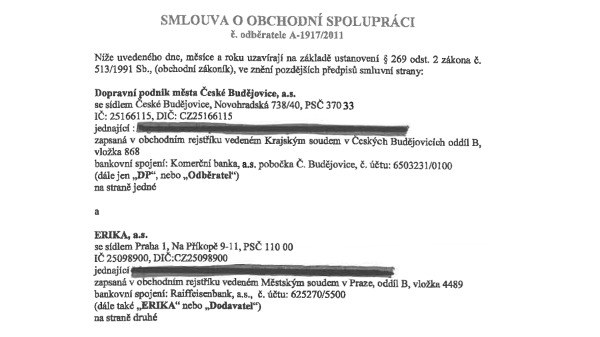 SMLOUVA O OBCHODNÍ SPOLUPRÁCI
č. odběratele A-1917/2011
Níže uvedeného dne, měsíce a roku uzavírají na základě ustanovení § 269 odst. 2 zákona č.
513/1991 Sb., (obchodní zákoník), ve znění pozdějších předpisů smluvní strany:
Dopravní podnik města České Budějovice, a.s.
se sídlem České Budějovice, Novohradská 738/40, PSČ 370 33
IČ: 25166115, DIČ: CZ25166115
jednající :
zapsaná v obchodním rejstříku vedeném Krajským soudem v Českých Budějovicích oddíl B,
vložka 868
bankovní spojení: Komerční banka, a.s. pobočka Č. Budějovice, č. účtu: 6503231/0100
(dále jen „DP", nebo „Odběratel")
na straně jedné
a
ERIKA, a.s.
se sídlem Praha 1, Na Příkopě 9-11, PSČ 110 00
IČ 25098900, DIČ:CZ25098900
jednající
zapsaná v obchodním rejstříku vedeném Městským soudem v Praze, oddíl B, vložka 4489
bankovní spojení: Raiffeisenbank, a.s., č. účtu: 625270/5500
(dále také „ERIKA" nebo „Dodavatel")
na straně druhé